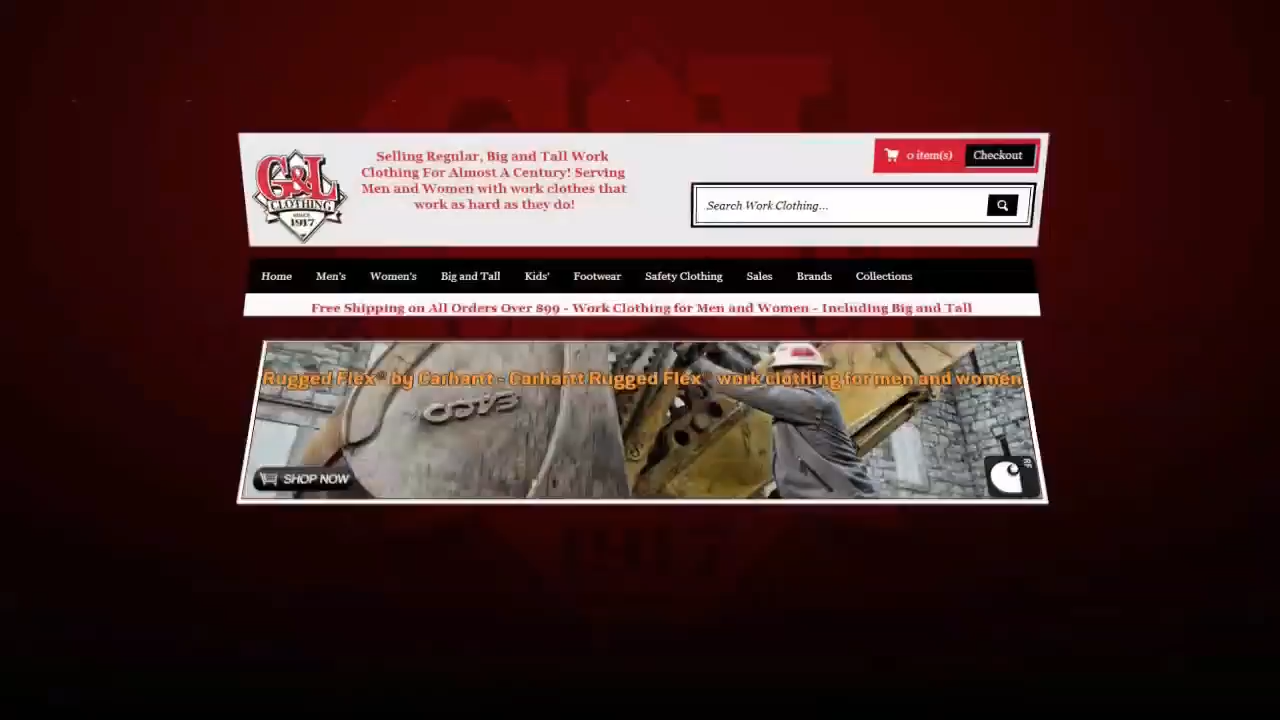 G&L
CLOTHING
SINCE
1917
Selling Regular, Big and Tall Work
Clothing For Almost A Century! Serving
Men and Women with work clothes that
work as hard as they do!
0 item(s) Checkout
Search Work Clothing...
Home Men's Women's Big and Tall Kids' Footwear Safety Clothing Sales Brands Collections
Free Shipping on All Orders Over $99 - Work Clothing for Men and Women - Including Big and Tall
Rugged Flex® by Carhartt - Carhartt Rugged Flex® work clothing for men and women
SHOP NOW
RF